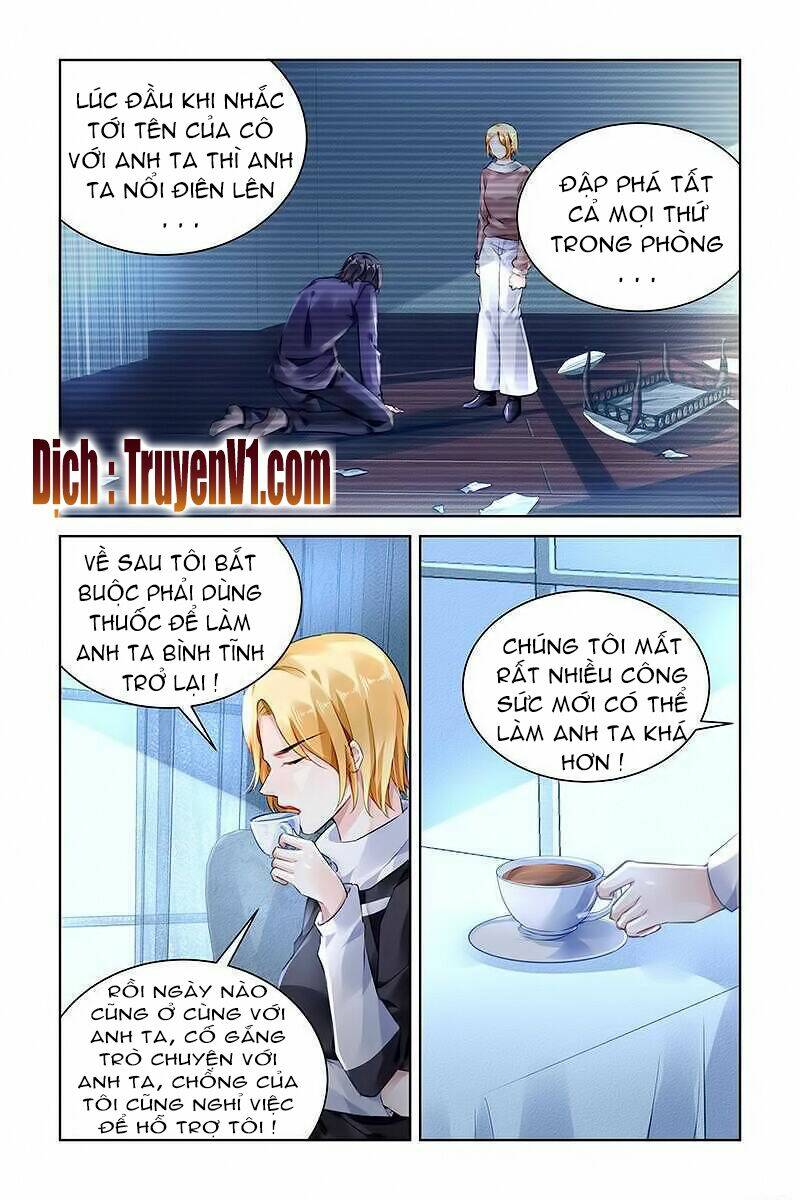 LÚC ĐẦU KHI NHẮC
TỚI TÊN CỦA CÔ
VỚI ANH TA THÌ ANH
TA NỔI ĐIÊN LÊN
...
ĐẬP PHÁ TẤT
CẢ MỌI THỨ
TRONG PHÒNG
...
Dịch : TruyenV1.com
VỀ SAU TÔI BẮT
BUỘC PHẢI DÙNG
THUỐC ĐỂ LÀM
ANH TA BÌNH TĨNH
TRỞ LẠI !
RỒI NGÀY NÀO
CŨNG Ở CÙNG VỚI
ANH TA, CỐ GẮNG
TRÒ CHUYỆN VỚI
ANH TA, CHỒNG CỦA
TÔI CŨNG NGHỈ VIỆC
ĐỂ HỖ TRỢ TÔI !
CHÚNG TÔI MẤT
RẤT NHIỀU CÔNG
SỨC MỚI CÓ THỂ
LÀM ANH TA KHÁ
HƠN !